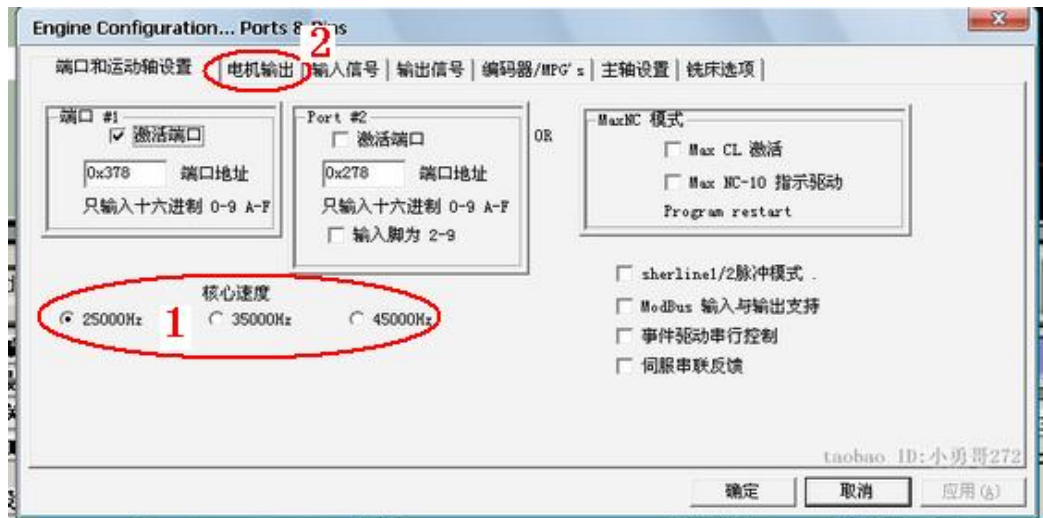 Engine Configuration... Ports & Pins
2
端口和运动轴设置 电机输出 输入信号 输出信号 编码器/MPG's 主轴设置 铣床选项
端口 #1
激活端口
0x378 端口地址
只输入十六进制 0-9 A-F
Port #2
激活端口
0x278 端口地址
只输入十六进制 0-9 A-F
输入脚为 2-9
OR
MaxNC 模式
Max CL 激活
Max NC-10 指示驱动
Program restart
核心速度
25000Hz 1 35000Hz 45000Hz
sherline1/2脉冲模式 .
ModBus 输入与输出支持
事件驱动串行控制
伺服串联反馈
taobao ID:小勇哥272
确定 取消 应用(A)